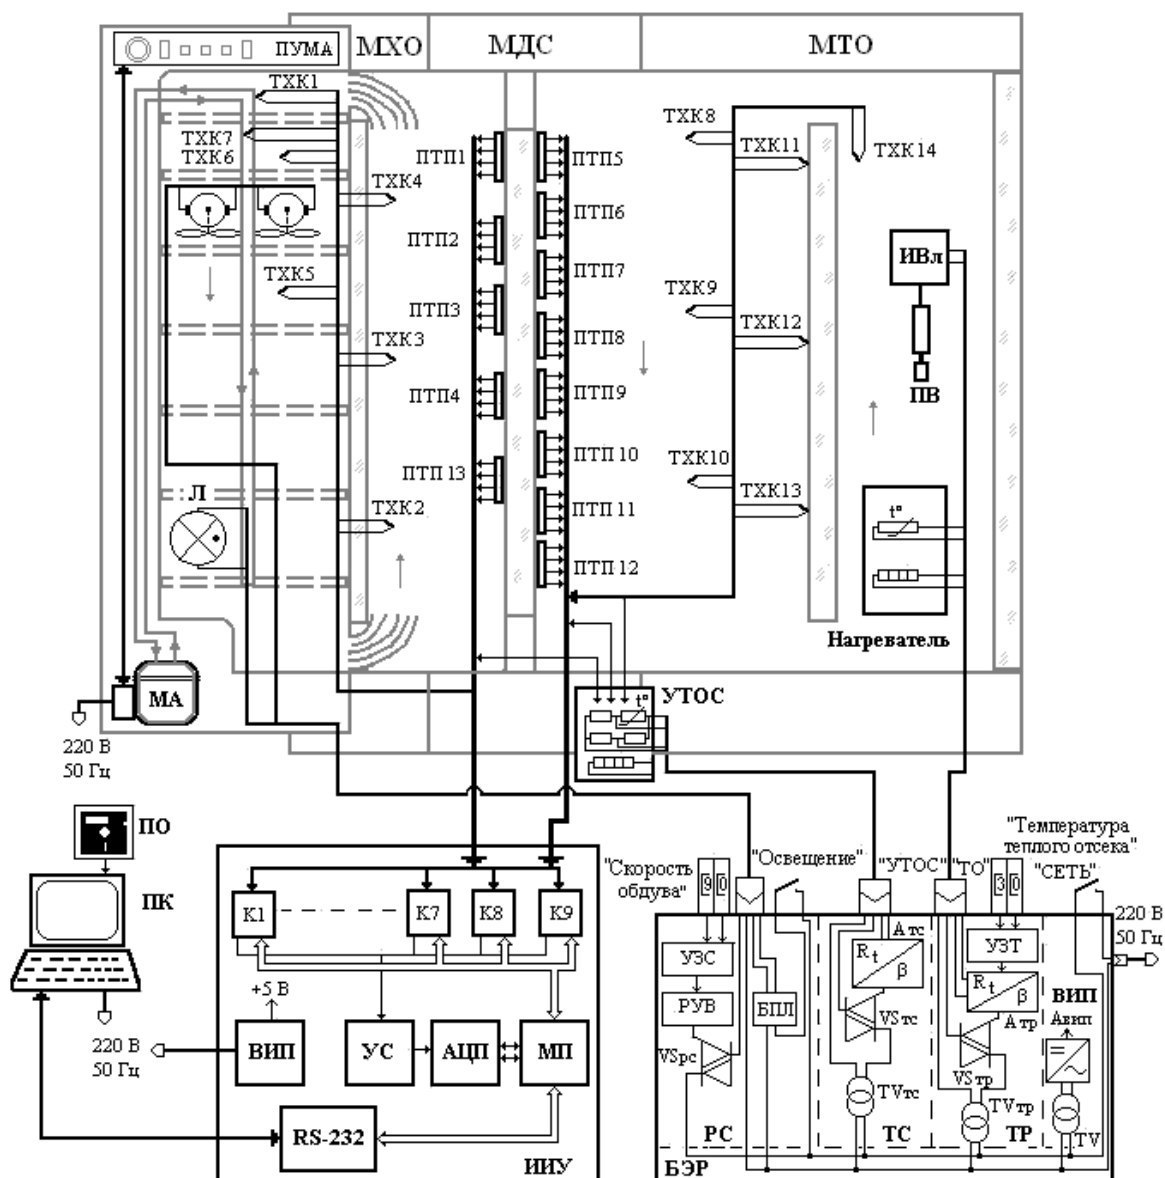 ПУМА
МХО
МДС
МТО
ТХК1
ТХК7
ТХК6
ТХК4
ТХК5
ТХК3
ТХК2
ПТП1
ПТП2
ПТП3
ПТП4
ПТП 13
ПТП5
ПТП6
ПТП7
ПТП8
ПТП9
ПТП 10
ПТП 11
ПТП 12
ТХК8
ТХК11
ТХК14
ТХК9
ТХК12
ТХК10
ТХК13
ИВл
ПВ
t°
Нагреватель
Л
МА
220 В
50 Гц
УТОС
t°
ПО
ПК
220 В
50 Гц
К1
К7
К8
К9
+5 В
ВИП
УС
АЦП
МП
RS-232
ИИУ
"Скорость
обдува"
9 0
"Освещение"
"УТОС"
"ТО"
"Температура
теплого отсека"
3 0
"СЕТЬ"
220 В
50 Гц
УЗС
РУВ
БПЛ
VSрс
Атс
Rt
β
VSтс
TVтс
УЗТ
Rt
β
Атр
VSтр
TVтр
ВИП
Авип
TV
РС
ТС
ТР
БЭР